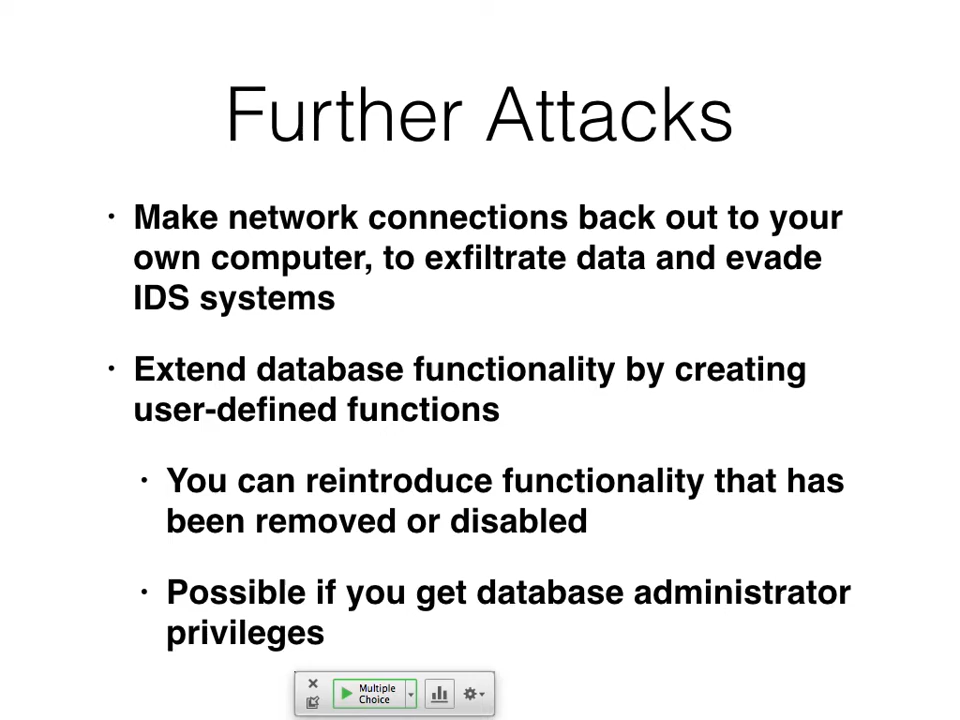 Further Attacks
• Make network connections back out to your
own computer, to exfiltrate data and evade
IDS systems
• Extend database functionality by creating
user-defined functions
• You can reintroduce functionality that has
been removed or disabled
• Possible if you get database administrator
privileges
Multiple
Choice